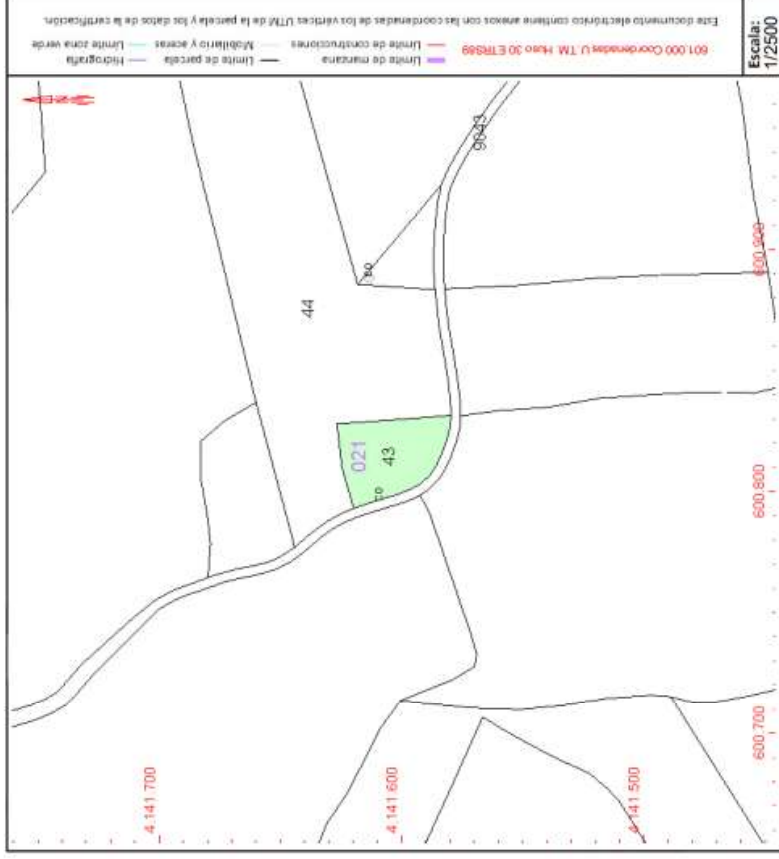 601.000 Coordenadas U.T.M. Huso 30 ETRS89
Límite de manzana
Límite de parcela
Hidrografía
Límite de construcciones
Mobiliario y aceras
Límite zona verde
Este documento electrónico contiene anexos con las coordenadas de los vértices UTM de la parcela y los datos de la certificación.
Escala:
1/2500
9043
600.900
44
021
43
600.800
4.141.700
4.141.600
4.141.500
600.700